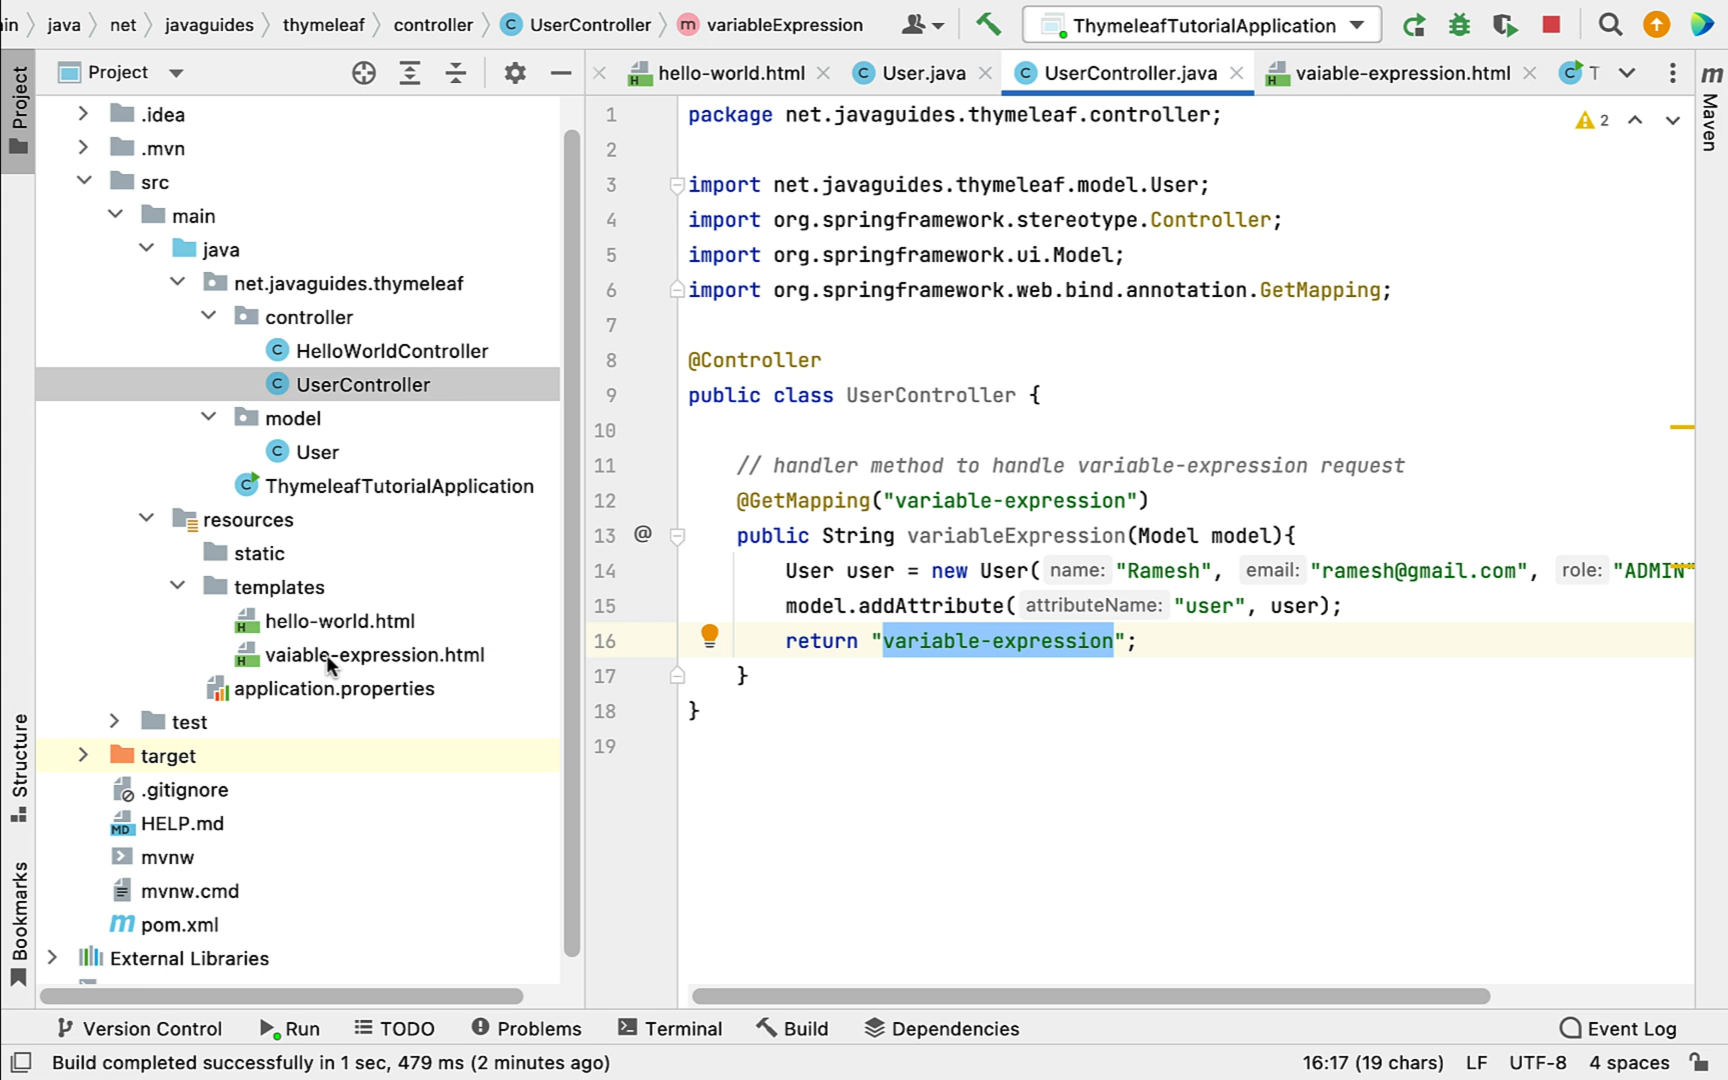 in java net javaguides thymeleaf controller UserController variableExpression ThymeleafTutorialApplication
Project
hello-world.html User.java UserController.java vaiable-expression.html T
Project
Structure
Bookmarks
Maven
.idea
.mvn
src
main
java
net.javaguides.thymeleaf
controller
HelloWorldController
UserController
model
User
ThymeleafTutorialApplication
resources
static
templates
hello-world.html
vaiable-expression.html
application.properties
test
target
.gitignore
HELP.md
mvnw
mvnw.cmd
pom.xml
External Libraries
2
1 package net.javaguides.thymeleaf.controller;
2
3 import net.javaguides.thymeleaf.model.User;
4 import org.springframework.stereotype.Controller;
5 import org.springframework.ui.Model;
6 import org.springframework.web.bind.annotation.GetMapping;
7
8 @Controller
9 public class UserController {
10
11 // handler method to handle variable-expression request
12 @GetMapping("variable-expression")
13 @ public String variableExpression(Model model){
14 User user = new User( name: "Ramesh", email: "ramesh@gmail.com", role: "ADMIN"
15 model.addAttribute( attributeName: "user", user);
16 return "variable-expression";
17 }
18 }
19
Version Control Run TODO Problems Terminal Build Dependencies Event Log
Build completed successfully in 1 sec, 479 ms (2 minutes ago) 16:17 (19 chars) LF UTF-8 4 spaces